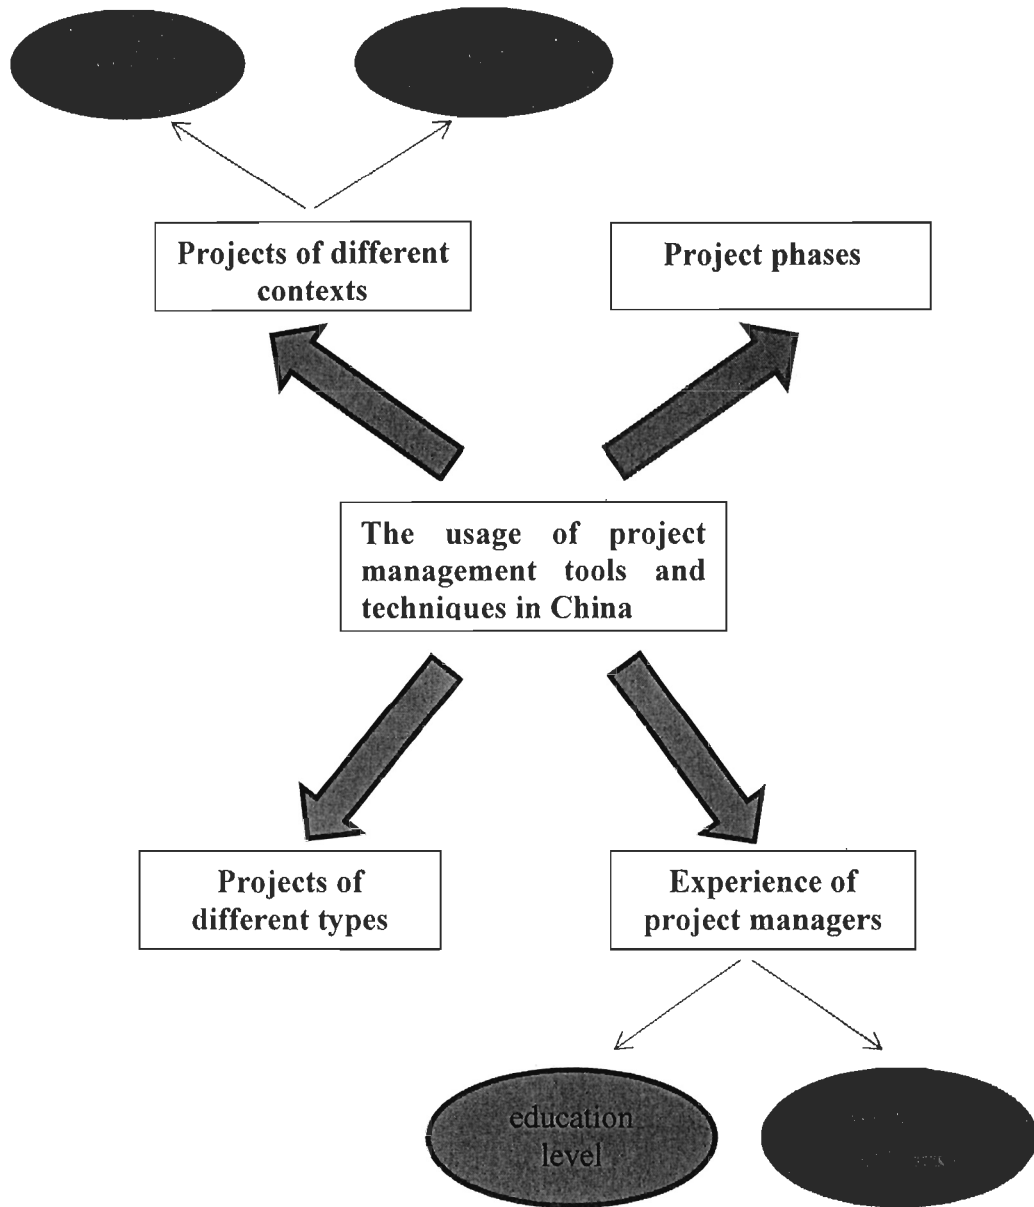 Projects of different
contexts
Project phases
The usage of project
management tools and
techniques in China
Projects of
different types
Experience of
project managers
education
level